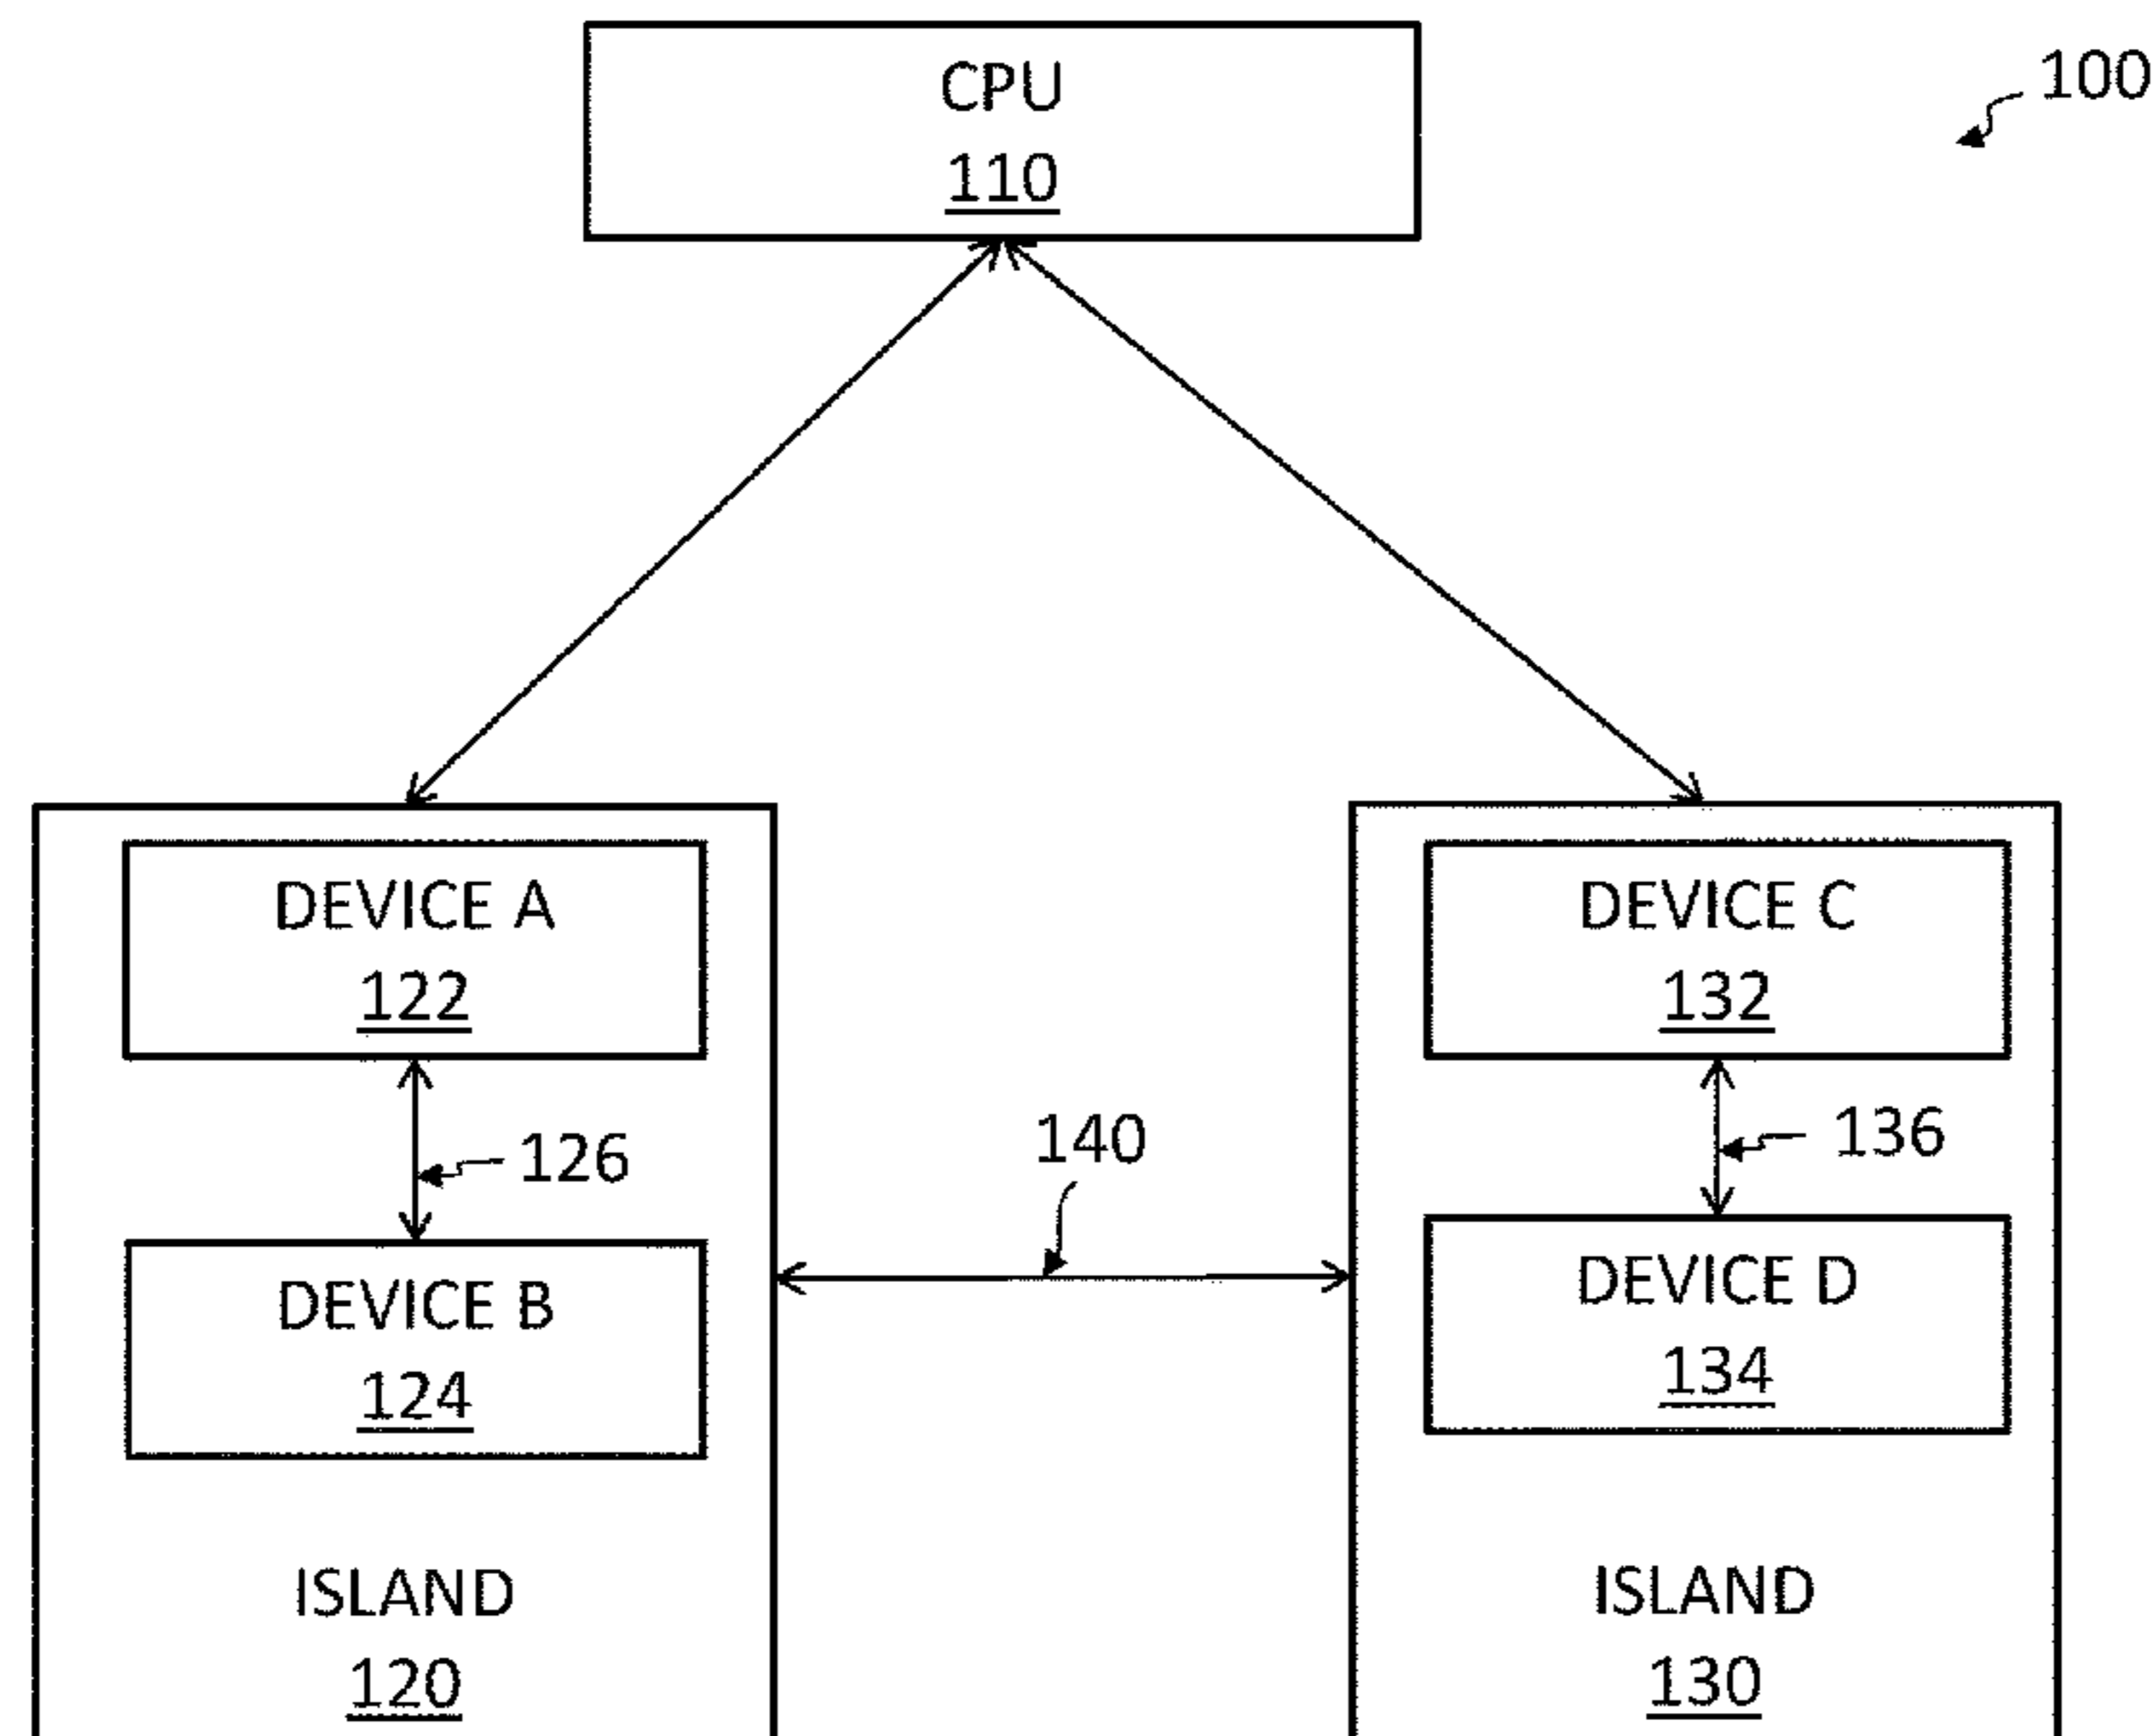 CPU
110
100
DEVICE A
122
DEVICE C
132
126
140
136
DEVICE B
124
DEVICE D
134
ISLAND
120
ISLAND
130